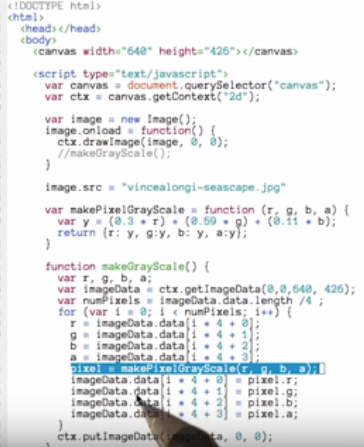 <!DOCTYPE html>
<html>
<head></head>
<body>
<canvas width="640" height="426"></canvas>
<script type="text/javascript">
var canvas = document.querySelector("canvas");
var ctx = canvas.getContext("2d");
var image = new Image();
image.onload = function() {
ctx.drawImage(image, 0, 0);
//makeGrayScale();
}
image.src = "vincealongi-seascape.jpg"
var makePixelGrayScale = function (r, g, b, a) {
var y = (0.3 * r) + (0.59 * g) + (0.11 * b);
return {r: y, g:y, b: y, a:y};
}
function makeGrayScale() {
var r, g, b, a;
var imageData = ctx.getImageData(0,0,640, 426);
var numPixels = imageData.data.length /4 ;
for (var i = 0; i < numPixels; i++) {
r = imageData.data[i * 4 + 0];
g = imageData.data[i * 4 + 1];
b = imageData.data[i * 4 + 2];
a = imageData.data[i * 4 + 3];
pixel = makePixelGrayScale(r, g, b, a);
imageData.data[i * 4 + 0] = pixel.r;
imageData.data[i * 4 + 1] = pixel.g;
imageData.data[i * 4 + 2] = pixel.b;
imageData.data[i * 4 + 3] = pixel.a;
}
ctx.putImageData(imageData, 0, 0);